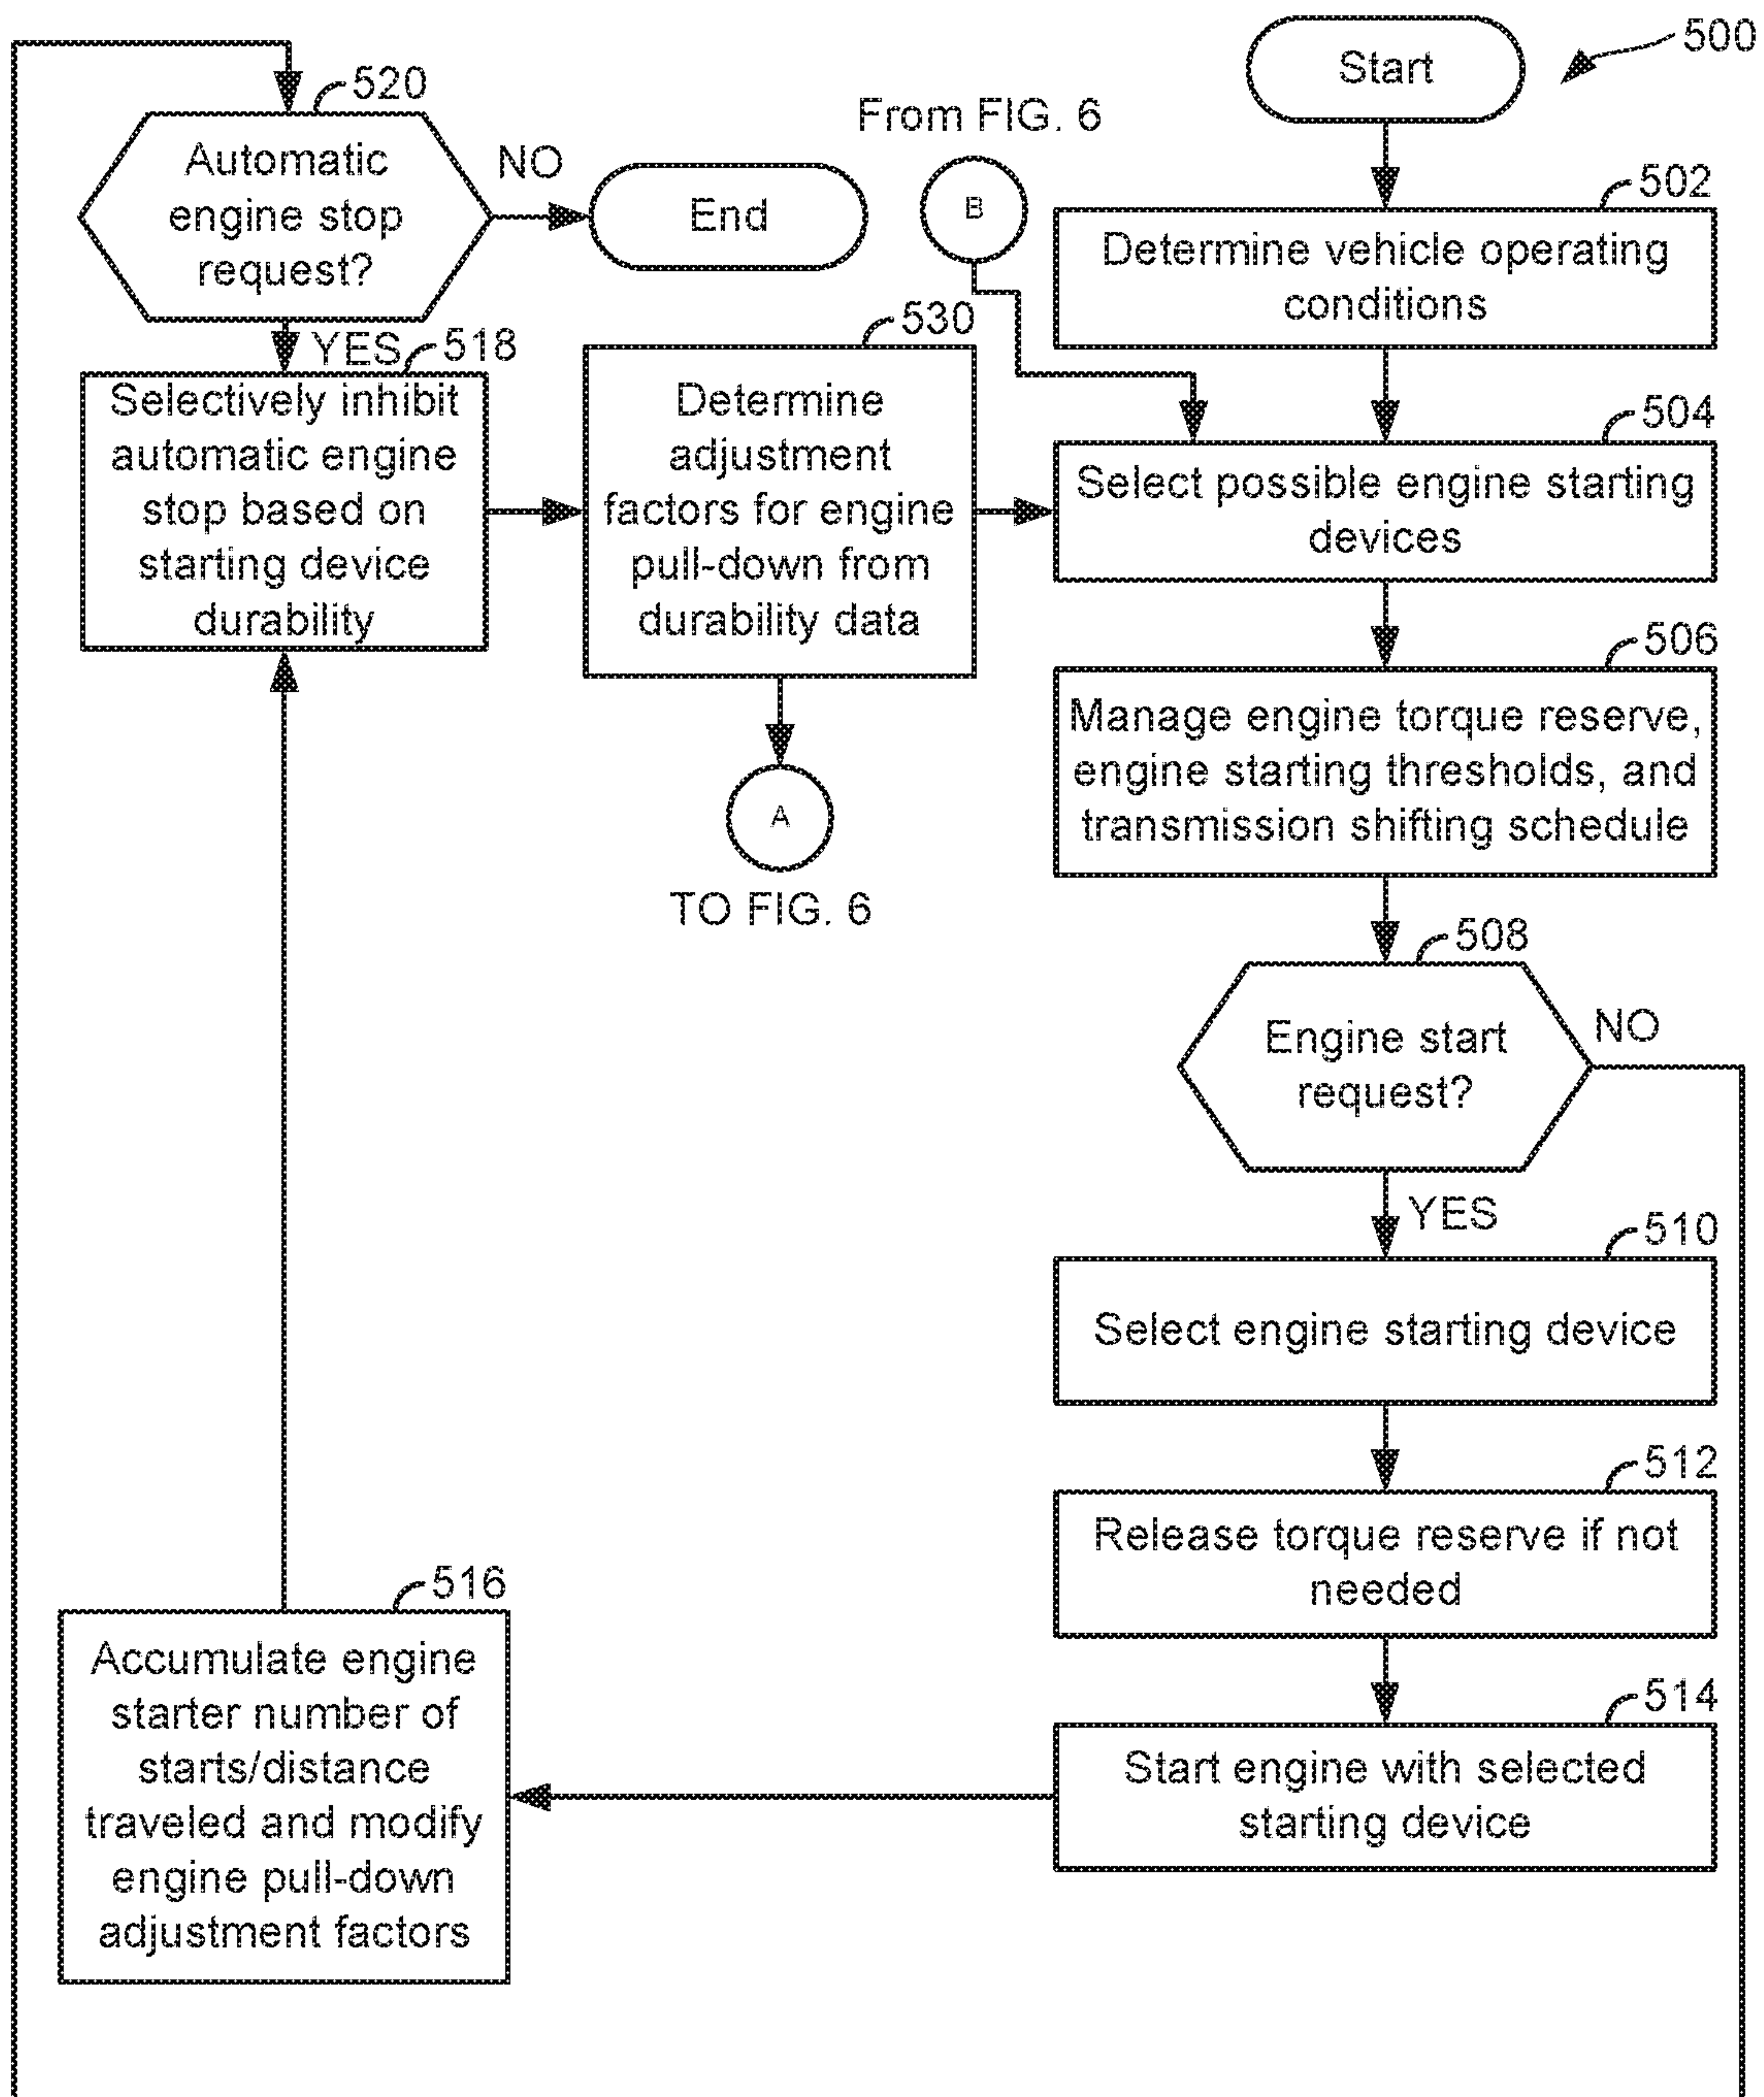 Start
500
From FIG. 6
B
502
Determine vehicle operating
conditions
504
Select possible engine starting
devices
506
Manage engine torque reserve,
engine starting thresholds, and
transmission shifting schedule
508
Engine start
request?
NO
YES
510
Select engine starting device
512
Release torque reserve if not
needed
514
Start engine with selected
starting device
516
Accumulate engine
starter number of
starts/distance
traveled and modify
engine pull-down
adjustment factors
520
Automatic
engine stop
request?
NO
End
YES
518
Selectively inhibit
automatic engine
stop based on
starting device
durability
530
Determine
adjustment
factors for engine
pull-down from
durability data
A
TO FIG. 6